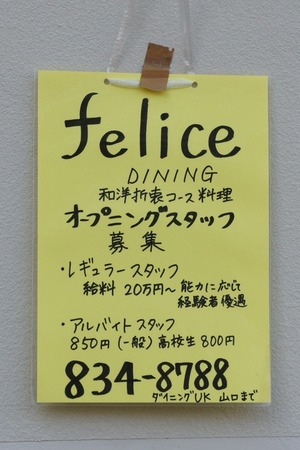 felice
DINING
和洋折衷コース料理
オープニングスタッフ
募集
・レギュラースタッフ
給料 20万円〜能力に応じて
経験者優遇
・アルバイトスタッフ
850円(一般)高校生800円
834-8788
ダイニングUK 山口まで